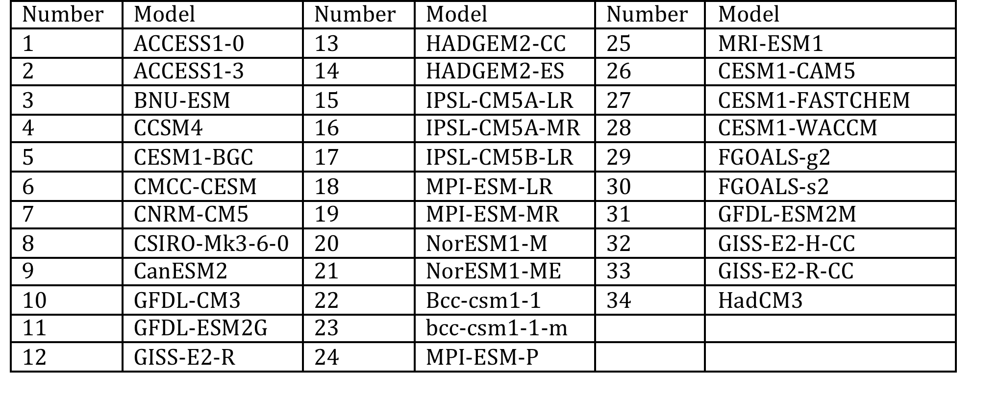 Number Model Number Model Number Model
1 ACCESS1-0 13 HADGEM2-CC 25 MRI-ESM1
2 ACCESS1-3 14 HADGEM2-ES 26 CESM1-CAM5
3 BNU-ESM 15 IPSL-CM5A-LR 27 CESM1-FASTCHEM
4 CCSM4 16 IPSL-CM5A-MR 28 CESM1-WACCM
5 CESM1-BGC 17 IPSL-CM5B-LR 29 FGOALS-g2
6 CMCC-CESM 18 MPI-ESM-LR 30 FGOALS-s2
7 CNRM-CM5 19 MPI-ESM-MR 31 GFDL-ESM2M
8 CSIRO-Mk3-6-0 20 NorESM1-M 32 GISS-E2-H-CC
9 CanESM2 21 NorESM1-ME 33 GISS-E2-R-CC
10 GFDL-CM3 22 Bcc-csm1-1 34 HadCM3
11 GFDL-ESM2G 23 bcc-csm1-1-m
12 GISS-E2-R 24 MPI-ESM-P